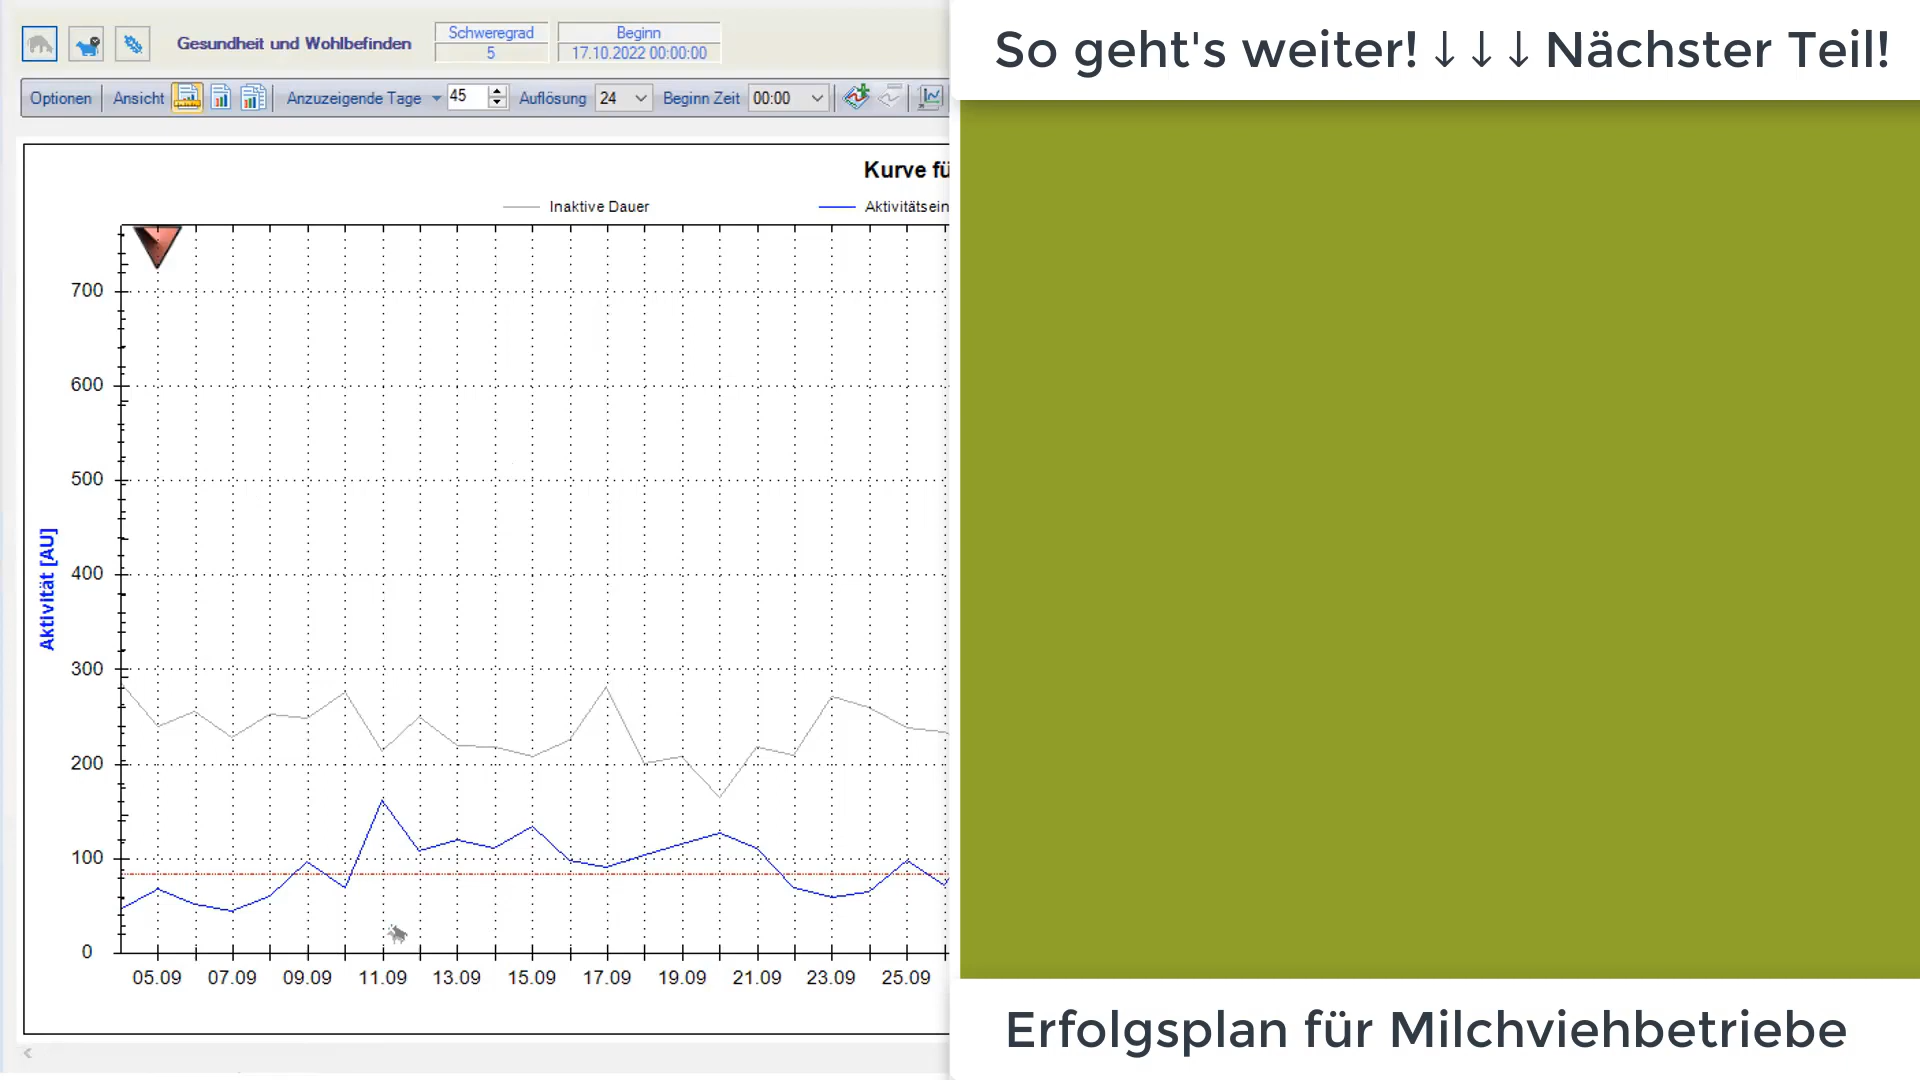 Gesundheit und Wohlbefinden
Schweregrad
5
Beginn
17.10.2022 00:00:00
Optionen Ansicht Anzuzeigende Tage 45 Auflösung 24 Beginn Zeit 00:00
So geht's weiter! ↓↓↓ Nächster Teil!
Kurve fü
Inaktive Dauer Aktivitätsein
Aktivität [AU]
700
600
500
400
300
200
100
0
05.09 07.09 09.09 11.09 13.09 15.09 17.09 19.09 21.09 23.09 25.09
Erfolgsplan für Milchviehbetriebe